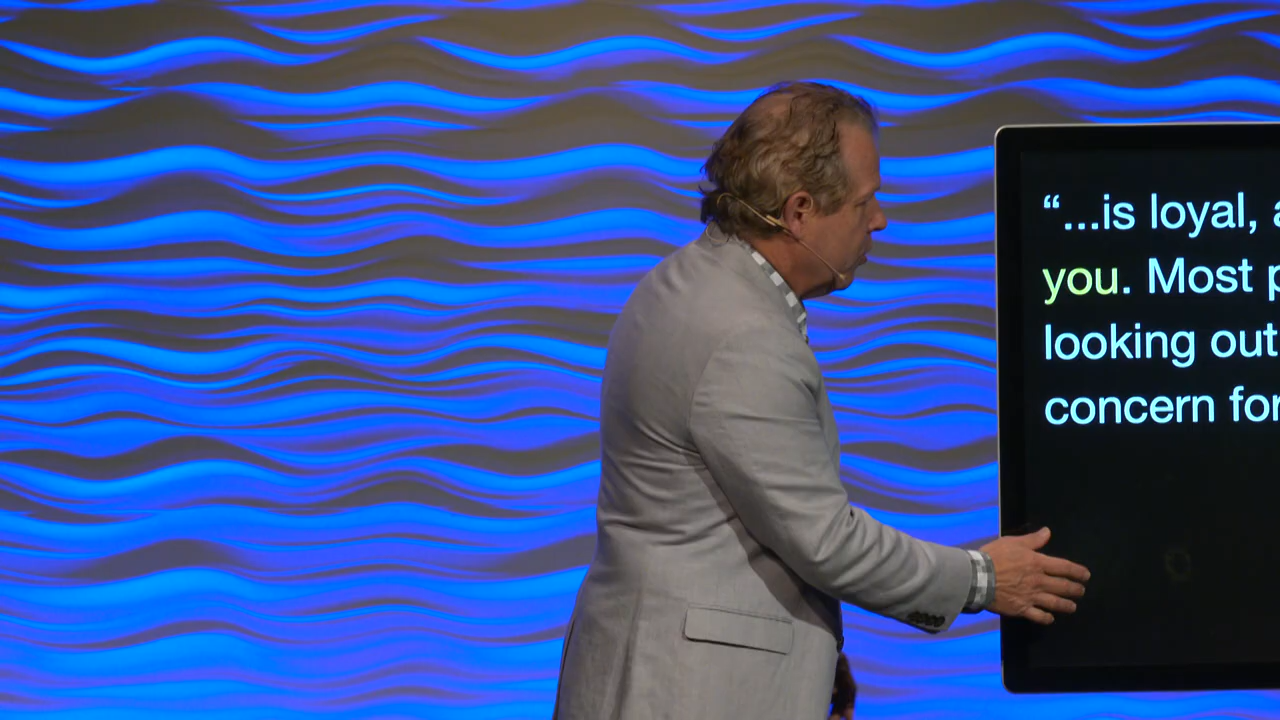 “...is loyal,
you. Most
looking out
concern for